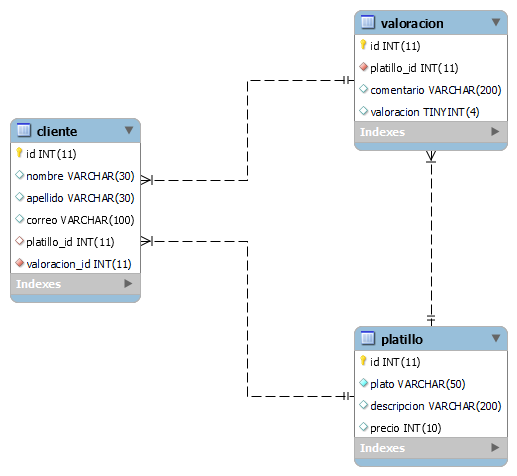 valoracion
id INT(11)
platillo_id INT(11)
comentario VARCHAR(200)
valoracion TINYINT(4)
Indexes
cliente
id INT(11)
nombre VARCHAR(30)
apellido VARCHAR(30)
correo VARCHAR(100)
platillo_id INT(11)
valoracion_id INT(11)
Indexes
platillo
id INT(11)
plato VARCHAR(50)
descripcion VARCHAR(200)
precio INT(10)
Indexes